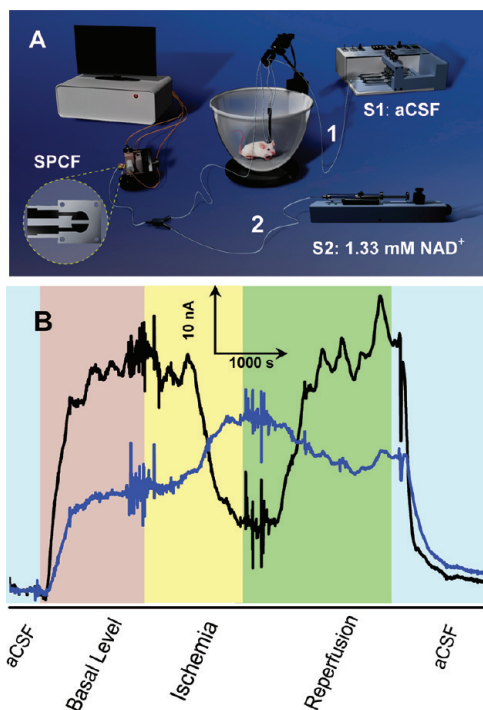 A
S1: aCSF
1
SPCF
2
S2: 1.33 mM NAD⁺
B
10 nA
1000 s
aCSF
Basal Level
Ischemia
Reperfusion
aCSF